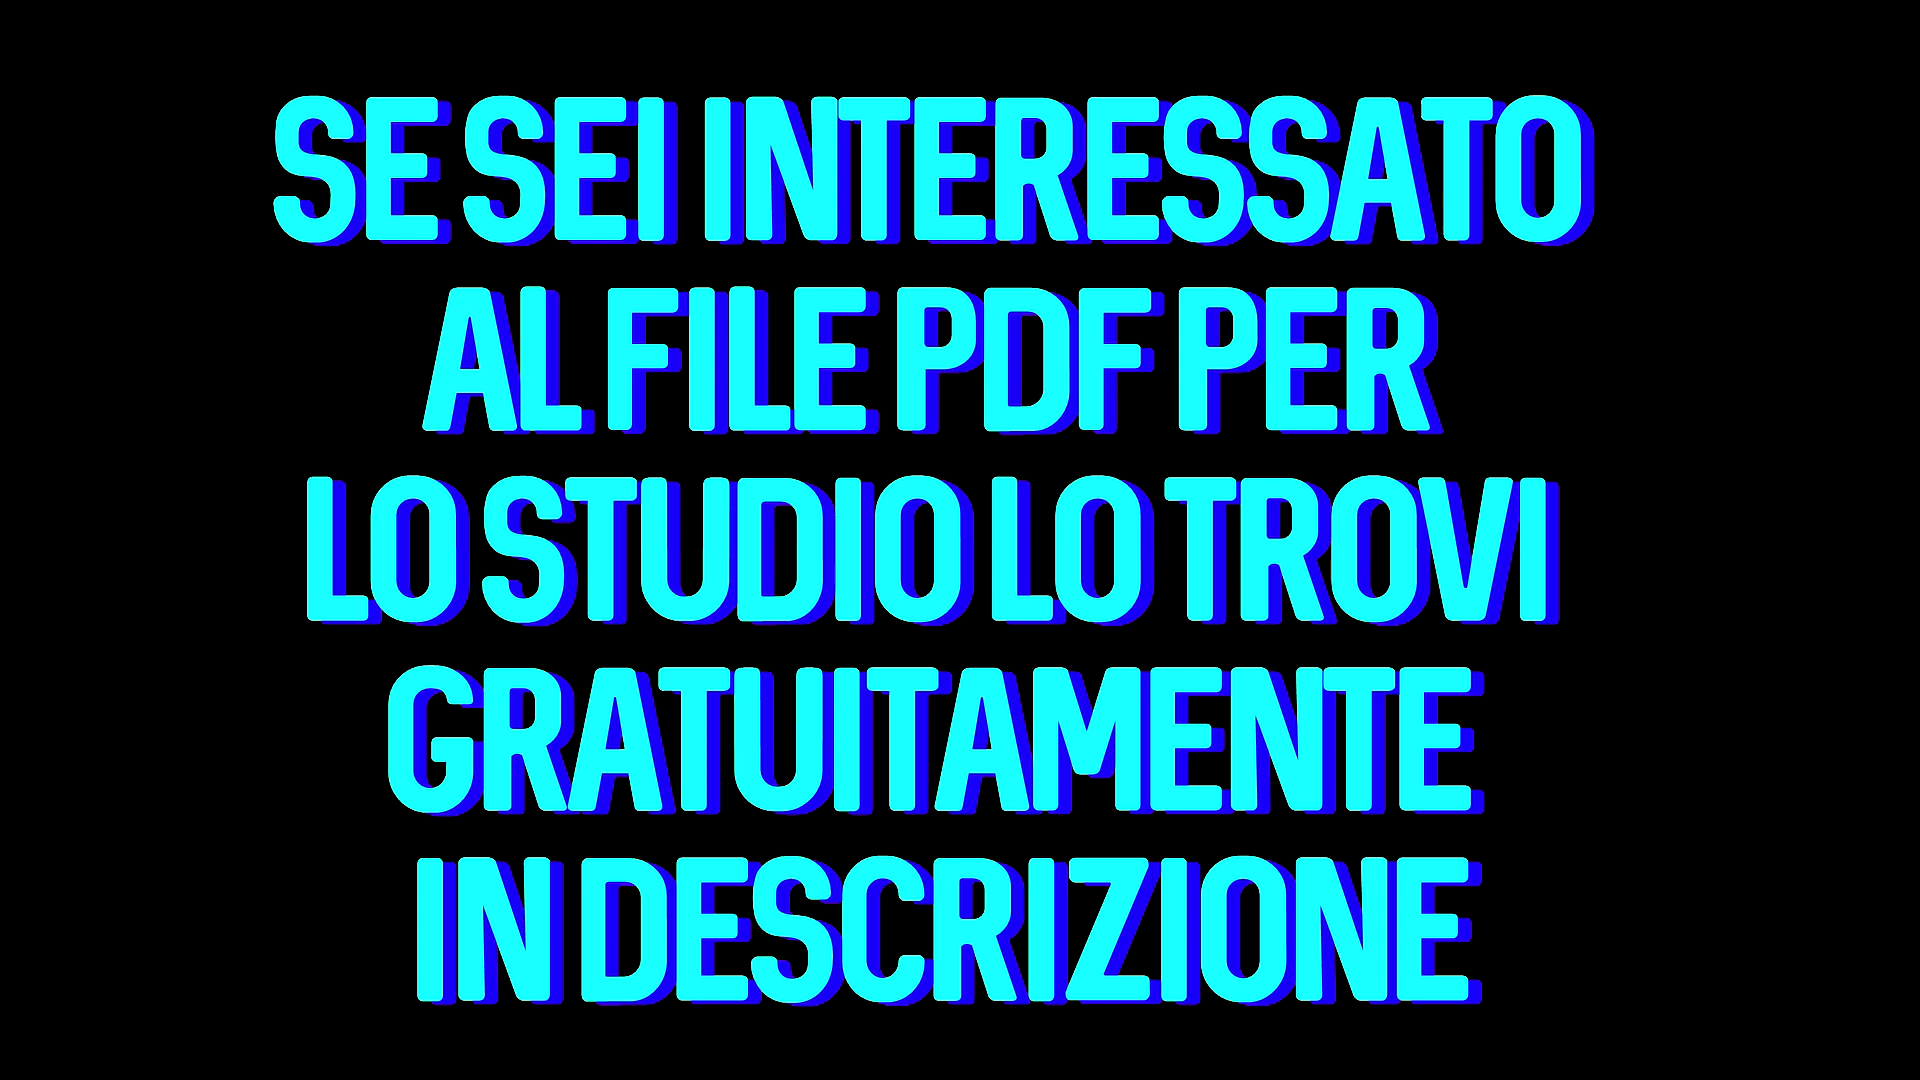 SE SEI INTERESSATO
AL FILE PDF PER
LO STUDIO LO TROVI
GRATUITAMENTE
IN DESCRIZIONE